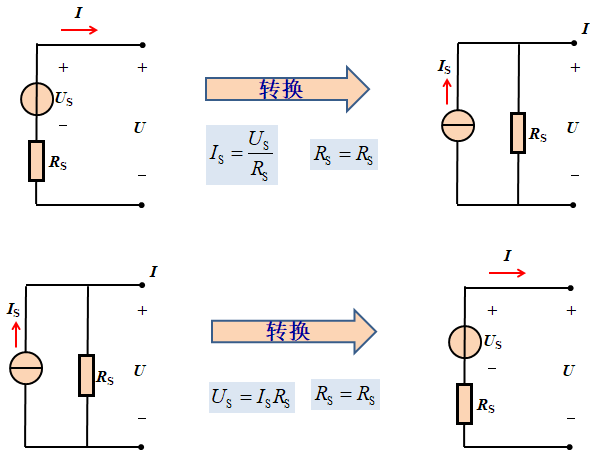 I
I
+
+
U_S
−
U
R_S
−
转换
I_S = U_S / R_S
R_S = R_S
I_S
+
R_S
U
−
I
I_S
+
R_S
U
−
转换
U_S = I_S R_S
R_S = R_S
I
+
+
U_S
−
U
R_S
−